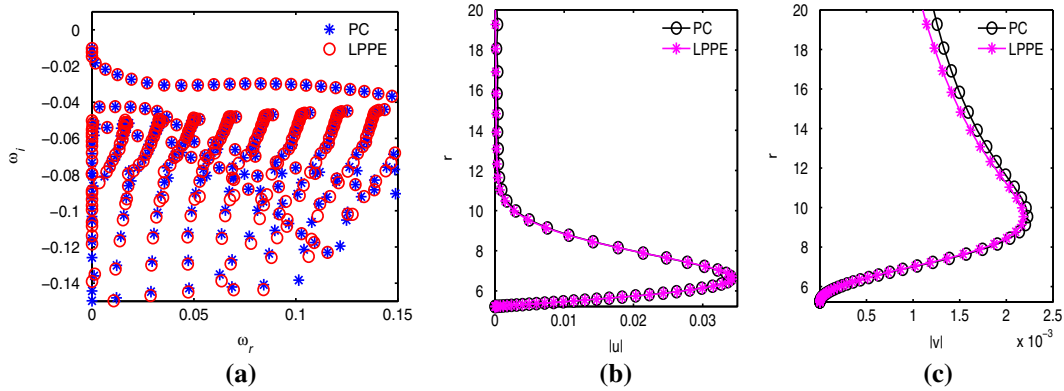 0
−0.02
−0.04
−0.06
−0.08
−0.1
−0.12
−0.14
ω_i
0 0.05 0.1 0.15
ω_r
PC
LPPE
(a)
20
18
16
14
12
10
8
6
r
0 0.01 0.02 0.03
|u|
PC
LPPE
(b)
20
18
16
14
12
10
8
6
r
0.5 1 1.5 2 2.5
|v|
x 10⁻³
PC
LPPE
(c)